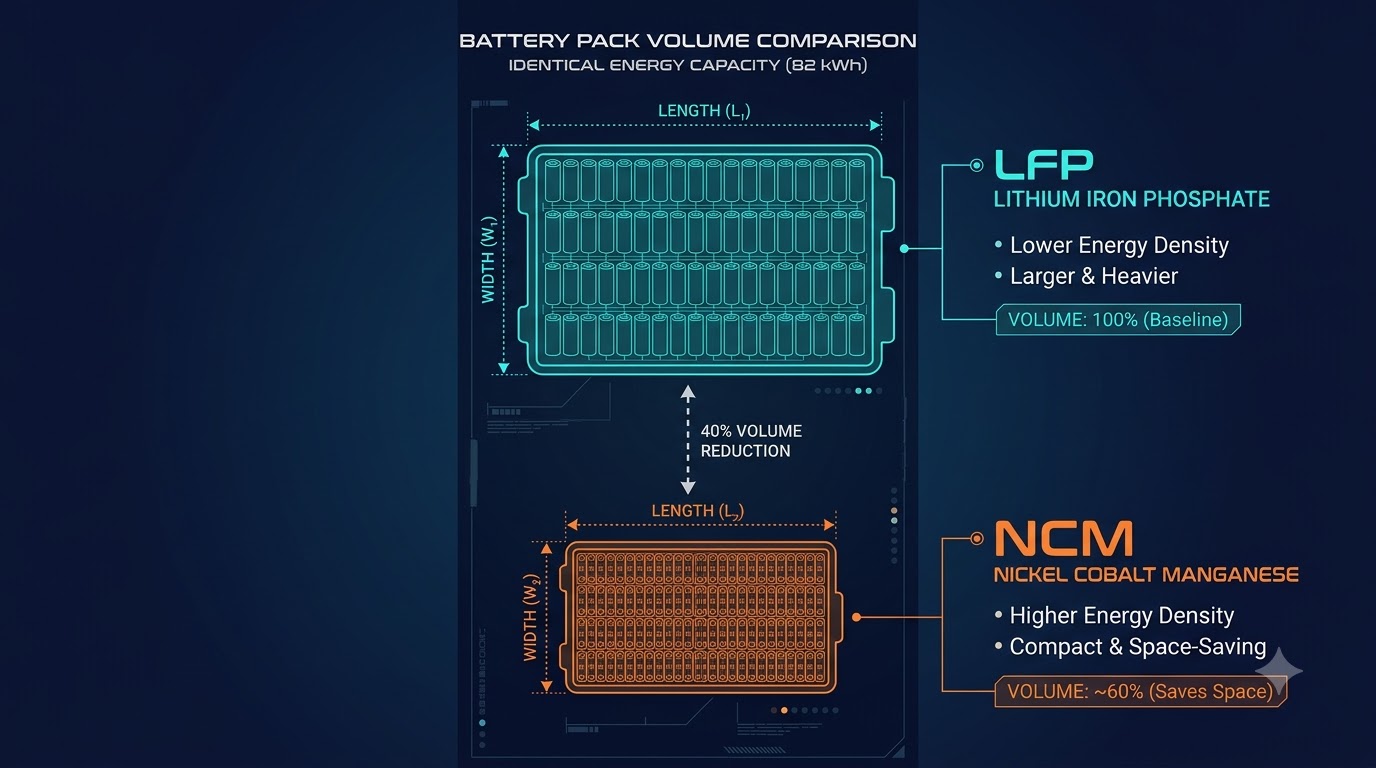 BATTERY PACK VOLUME COMPARISON
IDENTICAL ENERGY CAPACITY (82 kWh)
LENGTH (L₁)
WIDTH (W₁)
LFP
LITHIUM IRON PHOSPHATE
• Lower Energy Density
• Larger & Heavier
VOLUME: 100% (Baseline)
40% VOLUME
REDUCTION
LENGTH (L₂)
WIDTH (W₂)
NCM
NICKEL COBALT MANGANESE
• Higher Energy Density
• Compact & Space-Saving
VOLUME: ~60% (Saves Space)